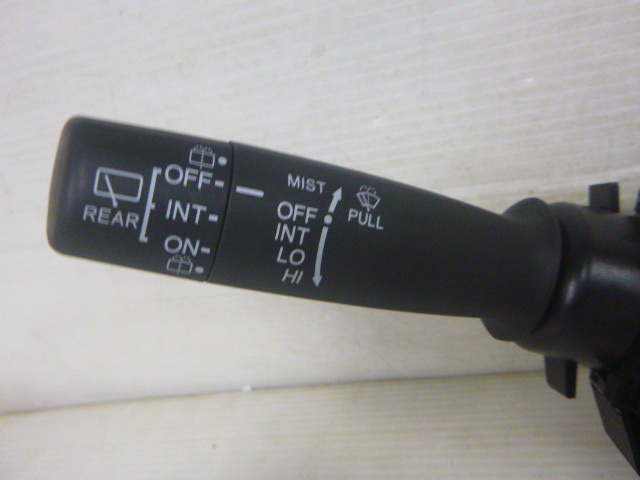 REAR
OFF
INT
ON
MIST
OFF
INT
LO
HI
PULL